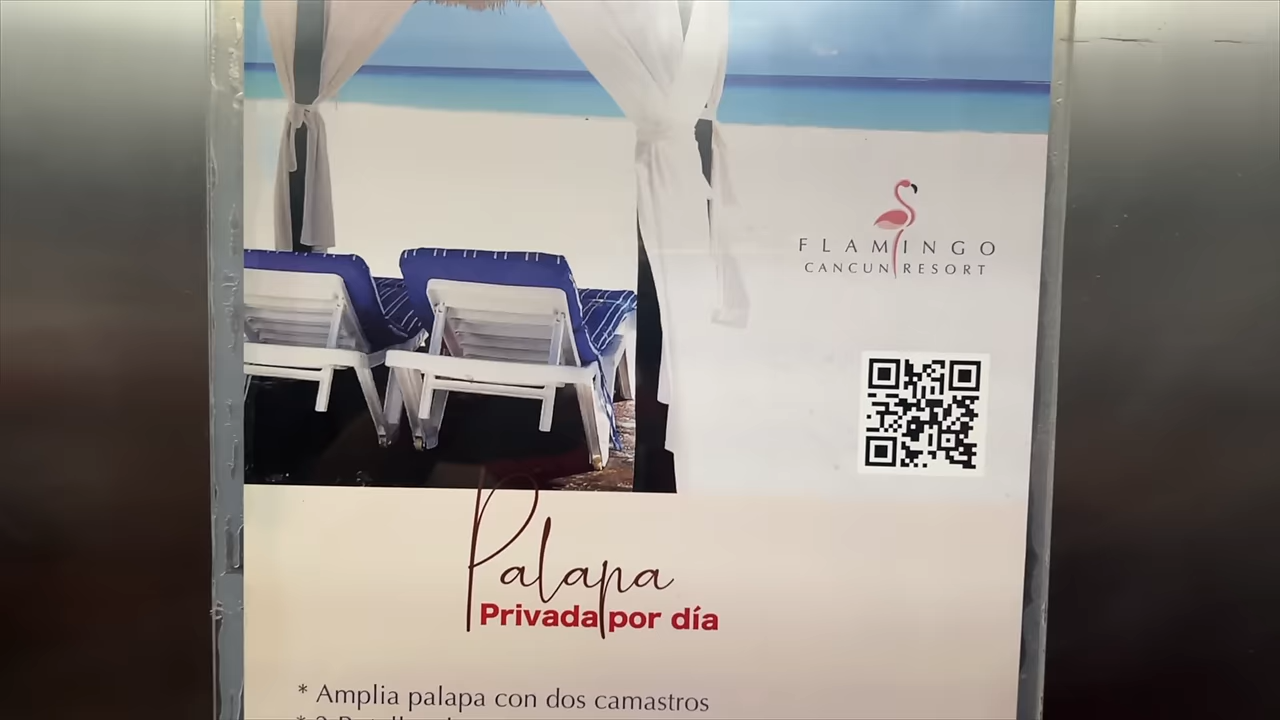 FLAMINGO
CANCUN RESORT
Palapa
Privada por día
* Amplia palapa con dos camastros